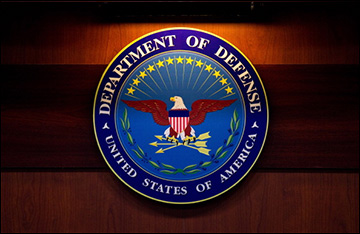 DEPARTMENT OF DEFENSE
UNITED STATES OF AMERICA